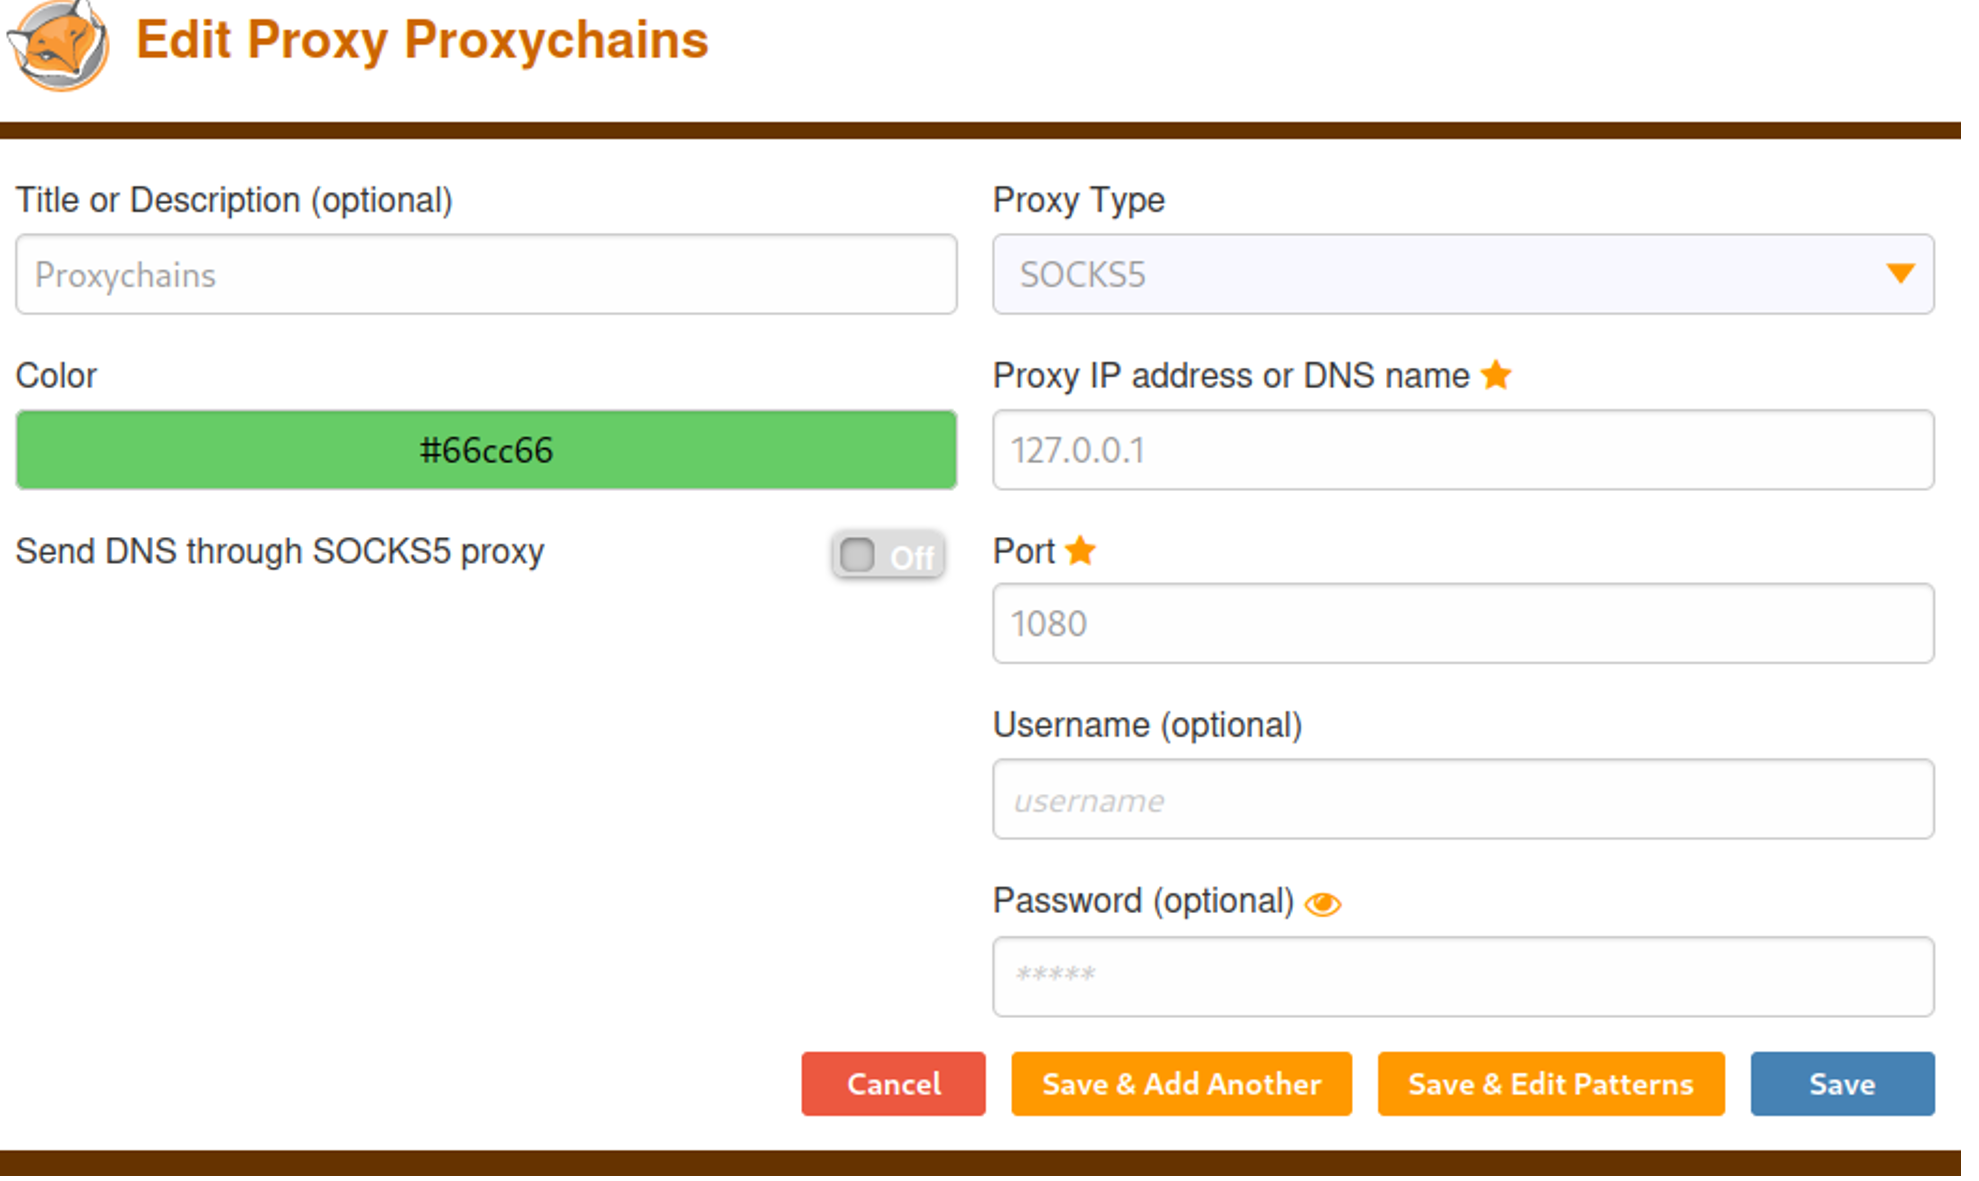 Edit Proxy Proxychains
Title or Description (optional)
Proxychains
Color
#66cc66
Send DNS through SOCKS5 proxy
Off
Proxy Type
SOCKS5
Proxy IP address or DNS name
127.0.0.1
Port
1080
Username (optional)
username
Password (optional)
*****
Cancel
Save & Add Another
Save & Edit Patterns
Save